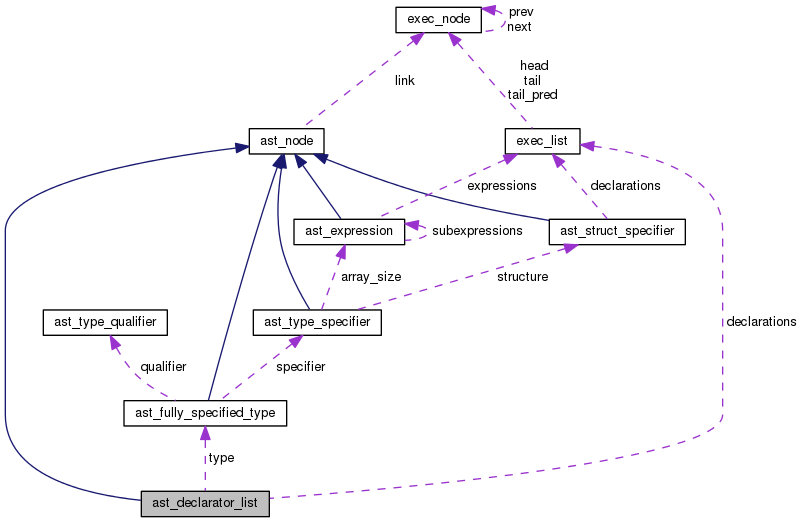 exec_node
prev
next
link
head
tail
tail_pred
ast_node
exec_list
expressions
declarations
ast_expression
subexpressions
ast_struct_specifier
array_size
structure
ast_type_qualifier
ast_type_specifier
declarations
qualifier
specifier
ast_fully_specified_type
type
ast_declarator_list